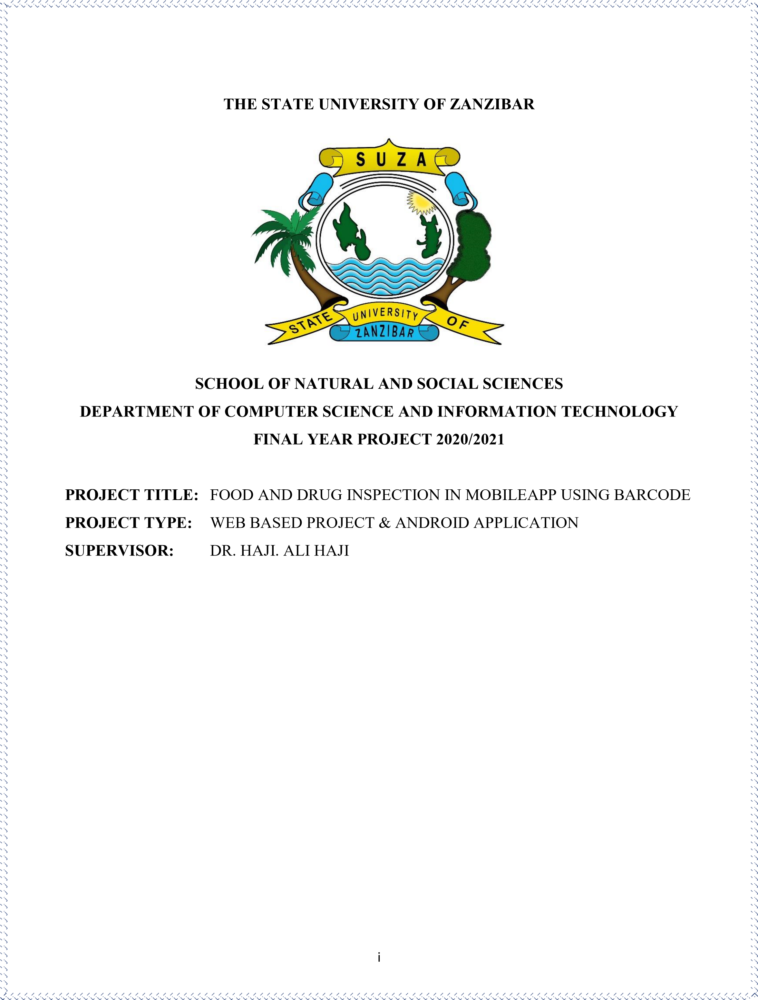 THE STATE UNIVERSITY OF ZANZIBAR
SUZA
STATE UNIVERSITY OF
ZANZIBAR
SCHOOL OF NATURAL AND SOCIAL SCIENCES
DEPARTMENT OF COMPUTER SCIENCE AND INFORMATION TECHNOLOGY
FINAL YEAR PROJECT 2020/2021
PROJECT TITLE: FOOD AND DRUG INSPECTION IN MOBILEAPP USING BARCODE
PROJECT TYPE: WEB BASED PROJECT & ANDROID APPLICATION
SUPERVISOR: DR. HAJI. ALI HAJI
i